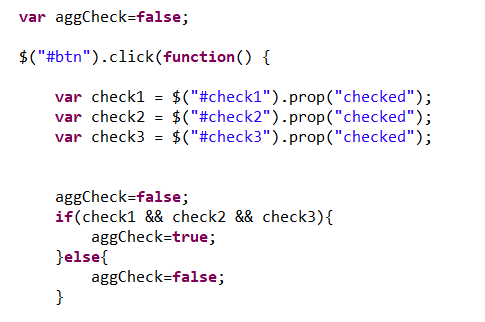 var aggCheck=false;
$("#btn").click(function() {
var check1 = $("#check1").prop("checked");
var check2 = $("#check2").prop("checked");
var check3 = $("#check3").prop("checked");
aggCheck=false;
if(check1 && check2 && check3){
aggCheck=true;
}else{
aggCheck=false;
}